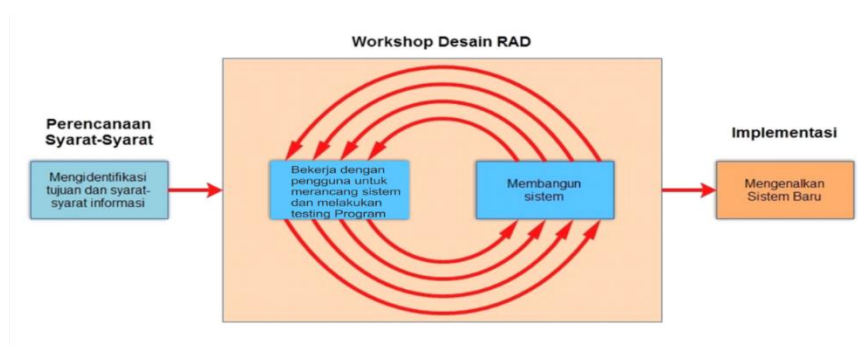 Workshop Desain RAD
Perencanaan
Syarat-Syarat
Mengidentifikasi
tujuan dan syarat-
syarat informasi
Bekerja dengan
pengguna untuk
merancang sistem
dan melakukan
testing Program
Membangun
sistem
Implementasi
Mengenalkan
Sistem Baru